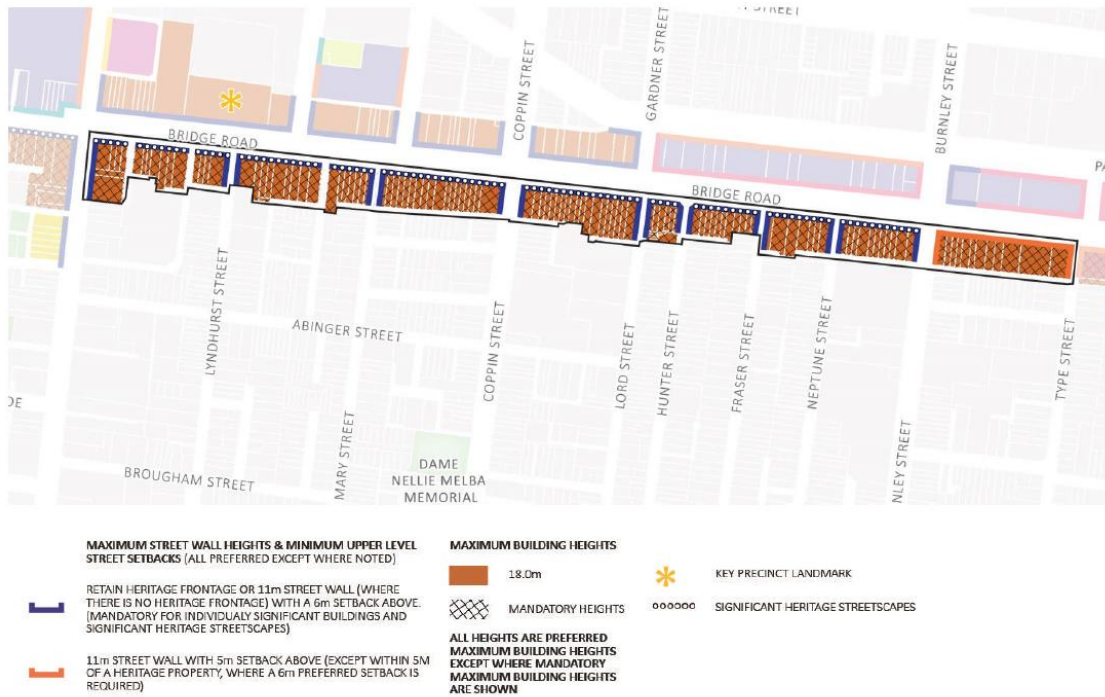 STREET
GARDNER STREET
COPPIN STREET
BURNLEY STREET
BRIDGE ROAD
PA
BRIDGE ROAD
LYNDHURST STREET
ABINGER STREET
COPPIN STREET
LORD STREET
HUNTER STREET
FRASER STREET
NEPTUNE STREET
TYPE STREET
DE
MARY STREET
NLEY STREET
BROUGHAM STREET
DAME
NELLIE MELBA
MEMORIAL
MAXIMUM STREET WALL HEIGHTS & MINIMUM UPPER LEVEL
STREET SETBACKS (ALL PREFERRED EXCEPT WHERE NOTED)
RETAIN HERITAGE FRONTAGE OR 11m STREET WALL (WHERE
THERE IS NO HERITAGE FRONTAGE) WITH A 6m SETBACK ABOVE.
(MANDATORY FOR INDIVIDUALY SIGNIFICANT BUILDINGS AND
SIGNIFICANT HERITAGE STREETSCAPES)
11m STREET WALL WITH 5m SETBACK ABOVE (EXCEPT WITHIN 5M
OF A HERITAGE PROPERTY, WHERE A 6m PREFERRED SETBACK IS
REQUIRED)
MAXIMUM BUILDING HEIGHTS
18.0m
MANDATORY HEIGHTS
ALL HEIGHTS ARE PREFERRED
MAXIMUM BUILDING HEIGHTS
EXCEPT WHERE MANDATORY
MAXIMUM BUILDING HEIGHTS
ARE SHOWN
KEY PRECINCT LANDMARK
SIGNIFICANT HERITAGE STREETSCAPES